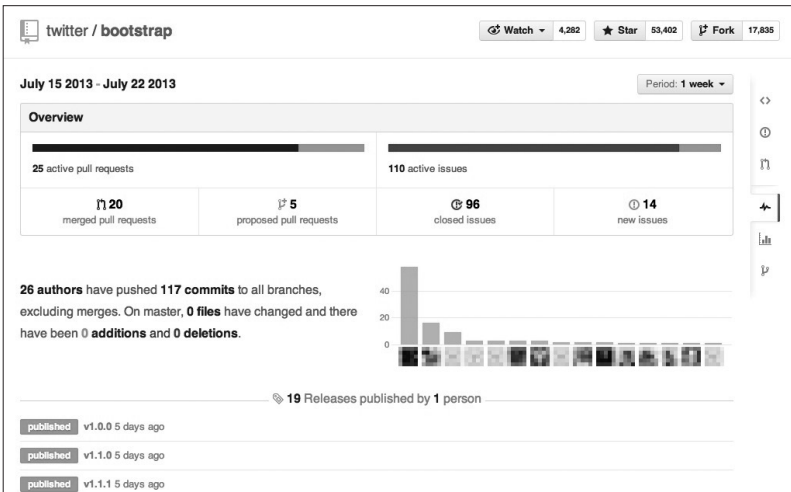 twitter / bootstrap
Watch 4,282 Star 53,402 Fork 17,835
July 15 2013 - July 22 2013
Period: 1 week
Overview
25 active pull requests
110 active issues
20
merged pull requests
5
proposed pull requests
96
closed issues
14
new issues
26 authors have pushed 117 commits to all branches,
excluding merges. On master, 0 files have changed and there
have been 0 additions and 0 deletions.
40
20
0
19 Releases published by 1 person
published v1.0.0 5 days ago
published v1.1.0 5 days ago
published v1.1.1 5 days ago